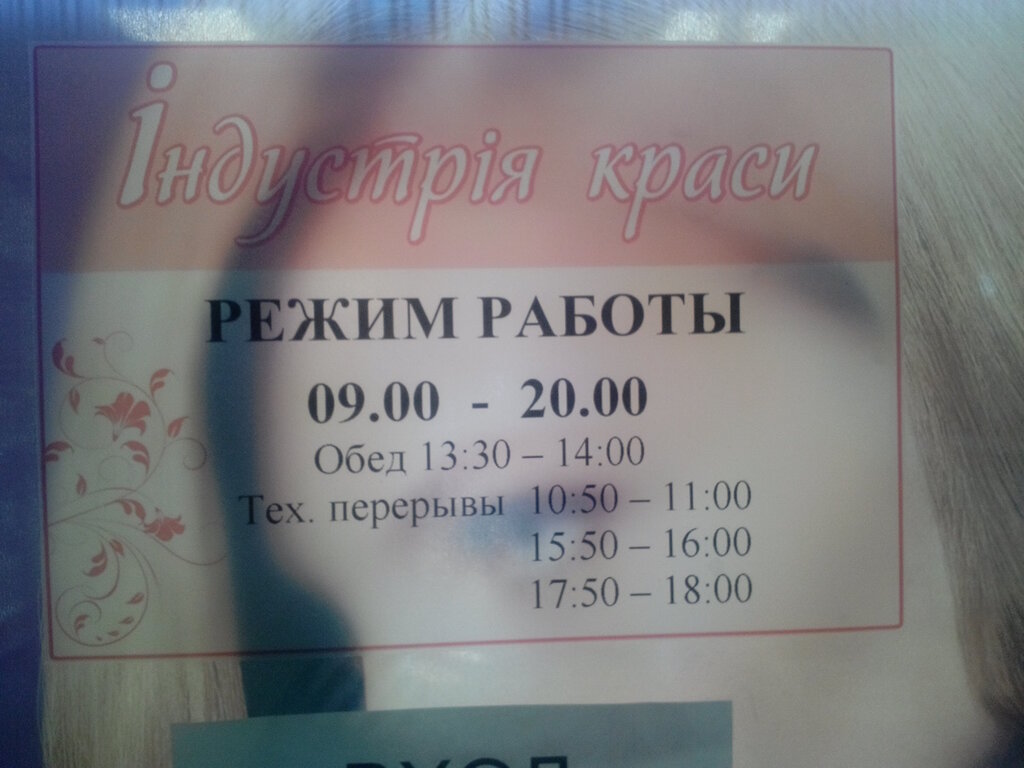 Індустрія краси
РЕЖИМ РАБОТЫ
09.00 - 20.00
Обед 13:30 – 14:00
Тех. перерывы 10:50 – 11:00
15:50 – 16:00
17:50 – 18:00
ВХОД